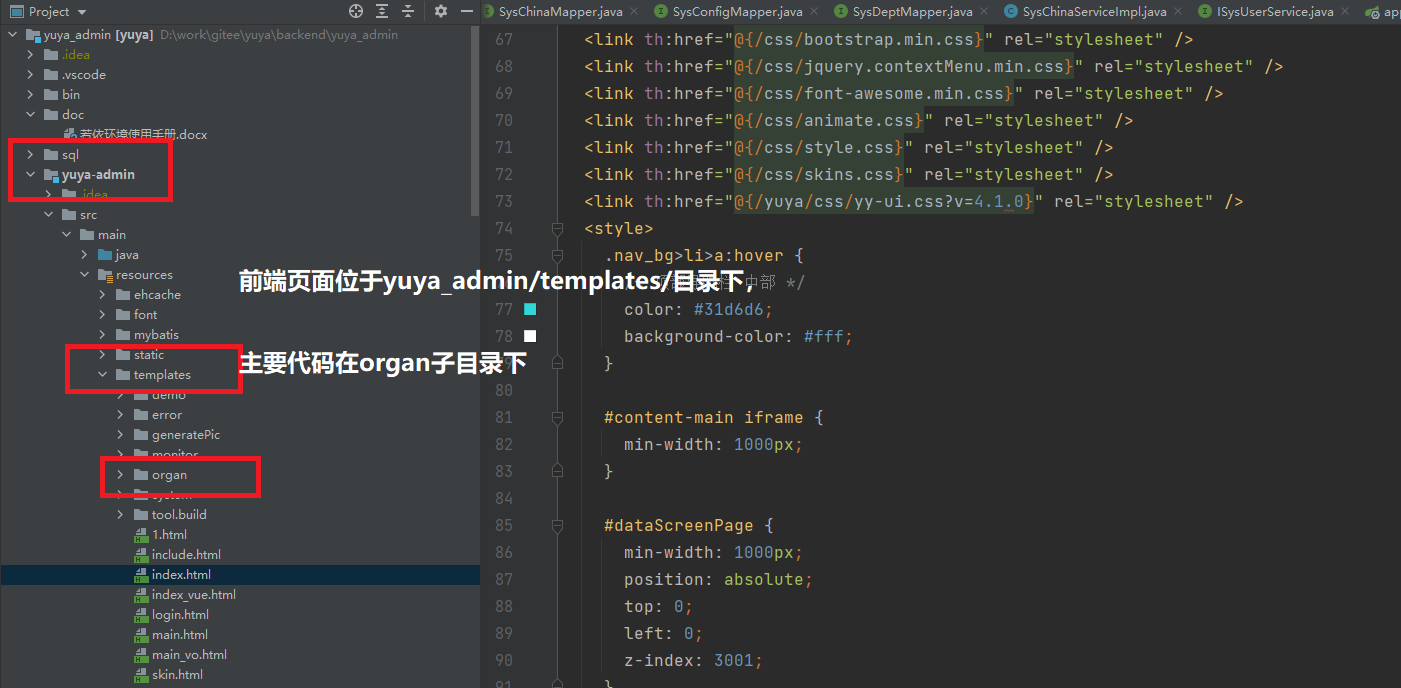 Project
yuya_admin [yuya] D:\work\gitee\yuya\backend\yuya_admin
.idea
.vscode
bin
doc
若依环境使用手册.docx
sql
yuya-admin
.idea
src
main
java
resources
ehcache
font
mybatis
static
templates
demo
error
generatePic
monitor
organ
system
tool.build
1.html
include.html
index.html
index_vue.html
login.html
main.html
main_vo.html
skin.html
前端页面位于yuya_admin/templates/目录下，
主要代码在organ子目录下
SysChinaMapper.java
SysConfigMapper.java
SysDeptMapper.java
SysChinaServiceImpl.java
ISysUserService.java
67 <link th:href="@{/css/bootstrap.min.css}" rel="stylesheet" />
68 <link th:href="@{/css/jquery.contextMenu.min.css}" rel="stylesheet" />
69 <link th:href="@{/css/font-awesome.min.css}" rel="stylesheet" />
70 <link th:href="@{/css/animate.css}" rel="stylesheet" />
71 <link th:href="@{/css/style.css}" rel="stylesheet" />
72 <link th:href="@{/css/skins.css}" rel="stylesheet" />
73 <link th:href="@{/yuya/css/yy-ui.css?v=4.1.0}" rel="stylesheet" />
74 <style>
75 .nav_bg>li>a:hover {
中部 */
77 color: #31d6d6;
78 background-color: #fff;
}
80
81 #content-main iframe {
82 min-width: 1000px;
83 }
84
85 #dataScreenPage {
86 min-width: 1000px;
87 position: absolute;
88 top: 0;
89 left: 0;
90 z-index: 3001;
91 }